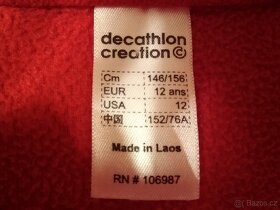 decathlon
creation©
Cm 146/156
EUR 12 ans
USA 12
中国 152/76A
Made in Laos
RN # 106987
Bazos.cz